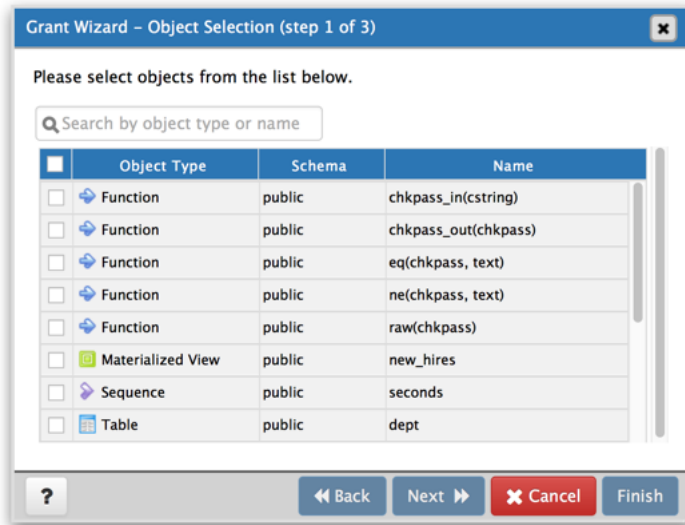 Grant Wizard – Object Selection (step 1 of 3)
Please select objects from the list below.
Search by object type or name
Object Type Schema Name
Function public chkpass_in(cstring)
Function public chkpass_out(chkpass)
Function public eq(chkpass, text)
Function public ne(chkpass, text)
Function public raw(chkpass)
Materialized View public new_hires
Sequence public seconds
Table public dept
? Back Next Cancel Finish